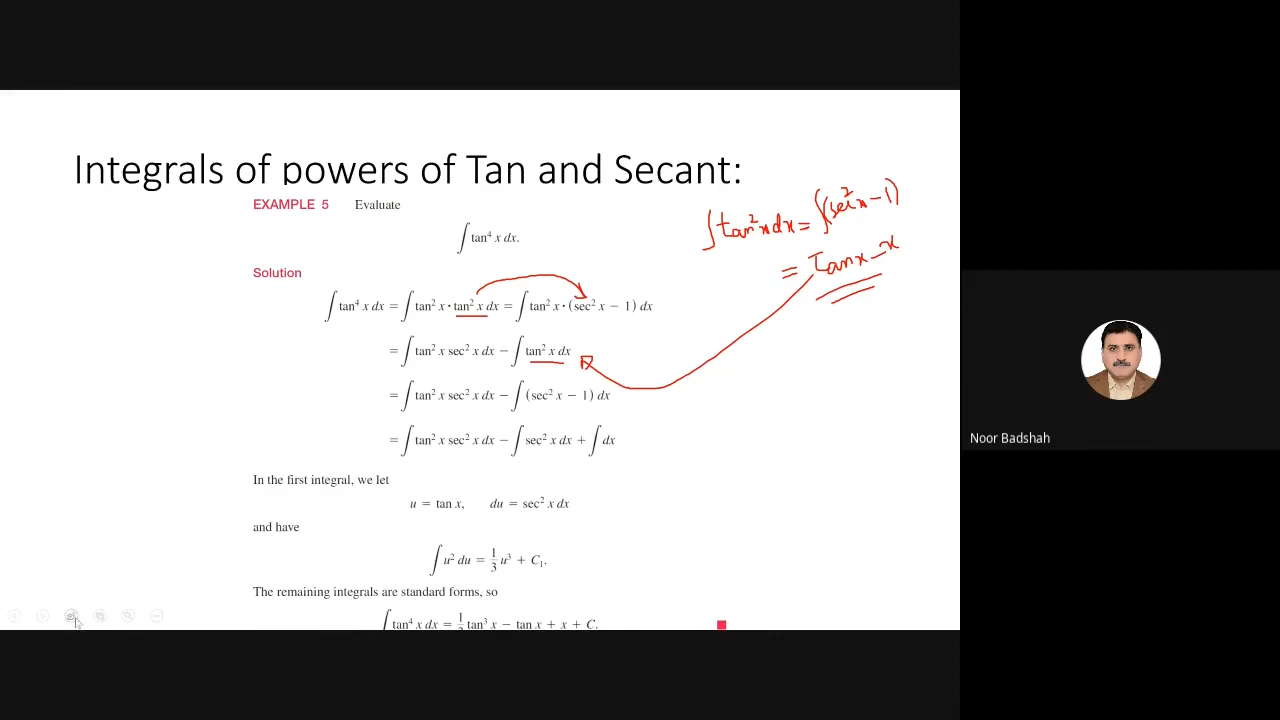 Integrals of powers of Tan and Secant:
EXAMPLE 5 Evaluate
∫ tan⁴ x dx.
∫tan²x dx = ∫(sec²x − 1)
= Tanx − x
Solution
∫ tan⁴ x dx = ∫ tan² x · tan² x dx = ∫ tan² x · (sec² x − 1) dx
= ∫ tan² x sec² x dx − ∫ tan² x dx
= ∫ tan² x sec² x dx − ∫ (sec² x − 1) dx
= ∫ tan² x sec² x dx − ∫ sec² x dx + ∫ dx
In the first integral, we let
u = tan x, du = sec² x dx
and have
∫ u² du = 1/3 u³ + C₁.
The remaining integrals are standard forms, so
∫ tan⁴ x dx = 1/3 tan³ x − tan x + x + C.
Noor Badshah